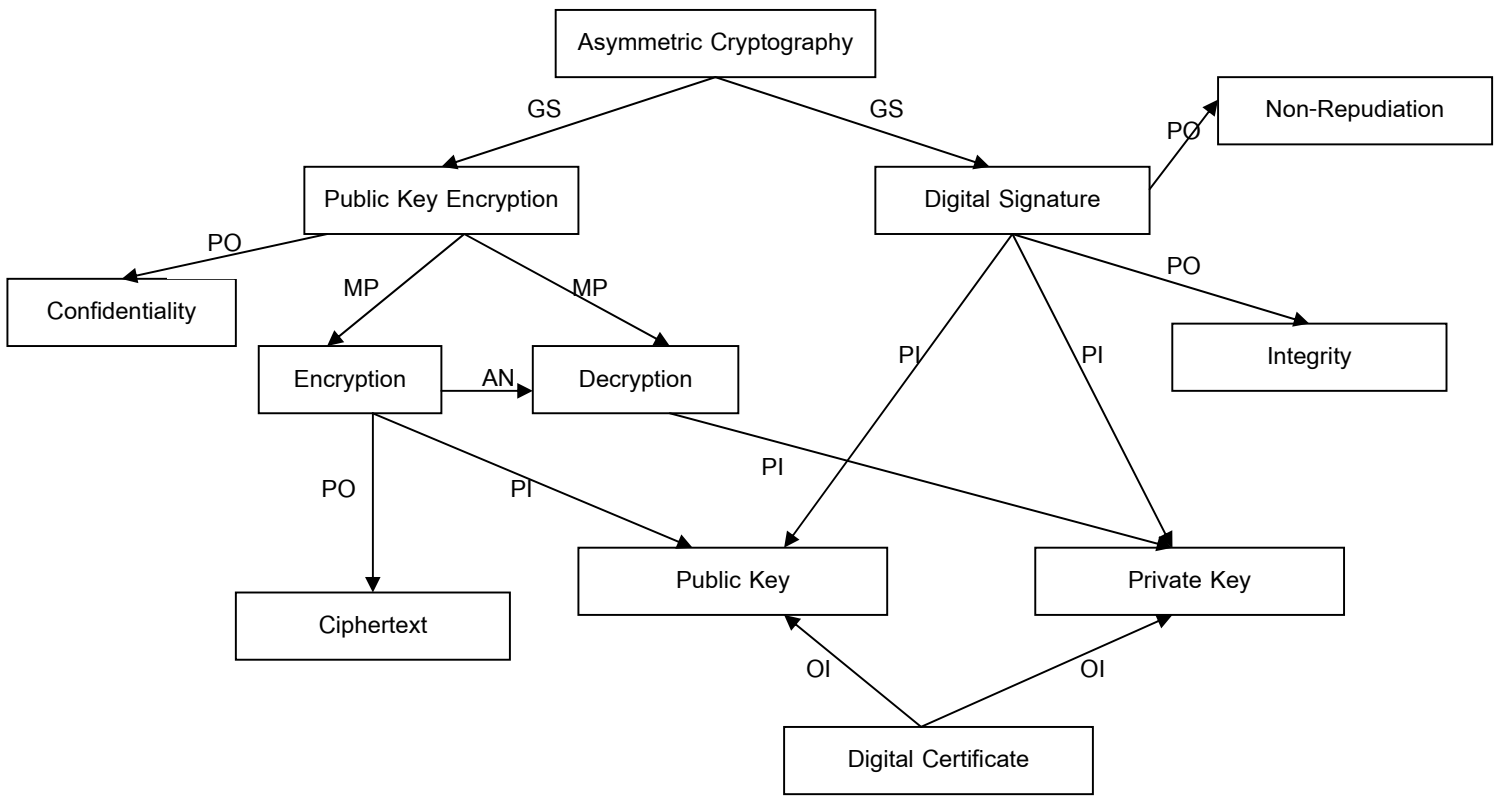 Asymmetric Cryptography
GS
GS
Non-Repudiation
PO
Public Key Encryption
Digital Signature
PO
PO
MP
MP
Confidentiality
Integrity
PI
PI
Encryption
AN
Decryption
PI
PO
PI
Public Key
Private Key
Ciphertext
OI
OI
Digital Certificate